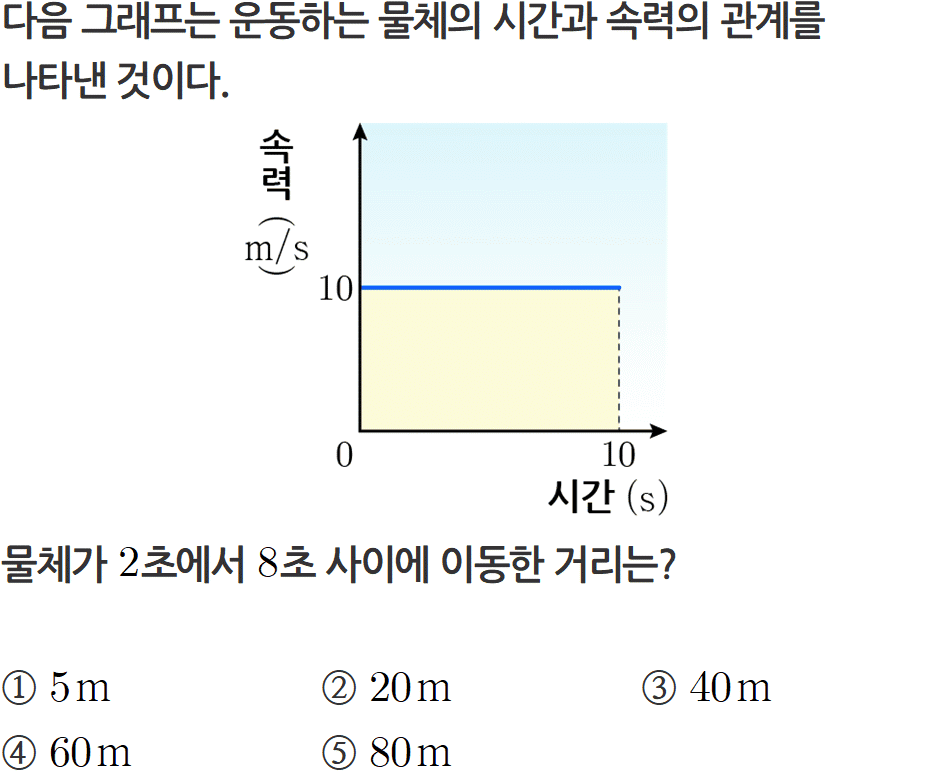 다음 그래프는 운동하는 물체의 시간과 속력의 관계를
나타낸 것이다.
속력 (m/s)
10
0
10
시간 (s)
물체가 2초에서 8초 사이에 이동한 거리는?
① 5 m ② 20 m ③ 40 m
④ 60 m ⑤ 80 m